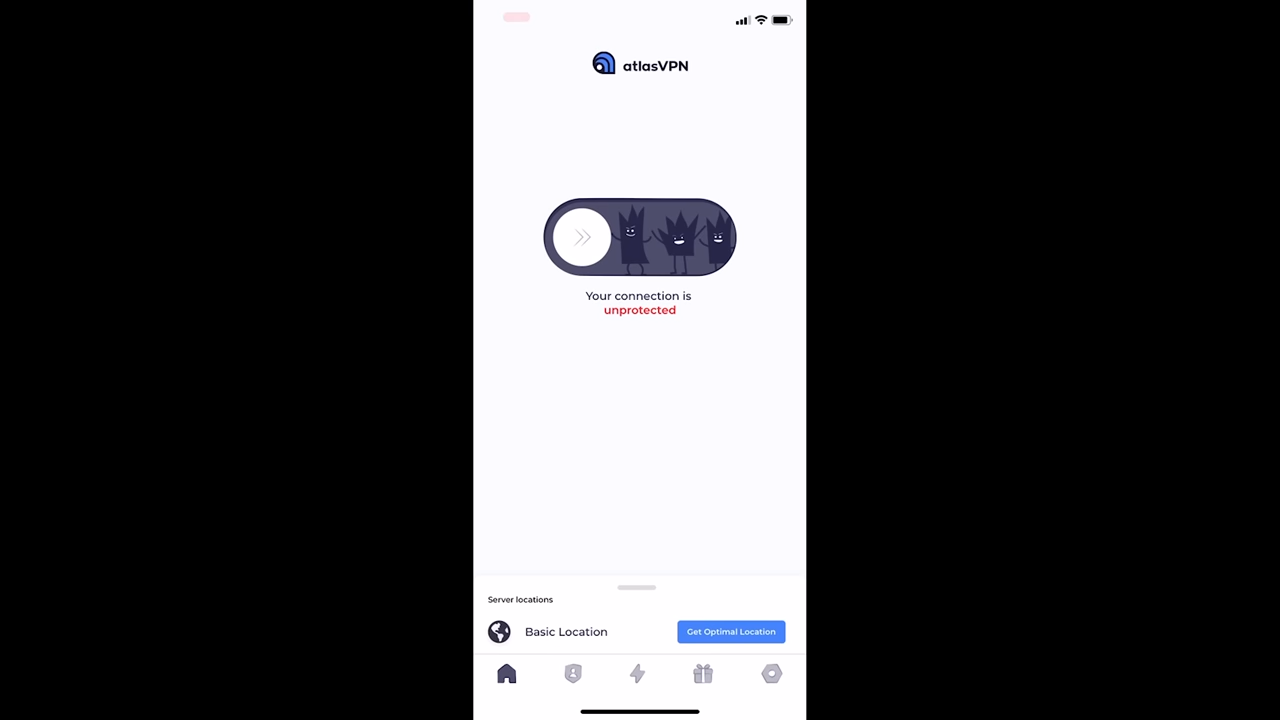 atlasVPN
Your connection is
unprotected
Server locations
Basic Location
Get Optimal Location